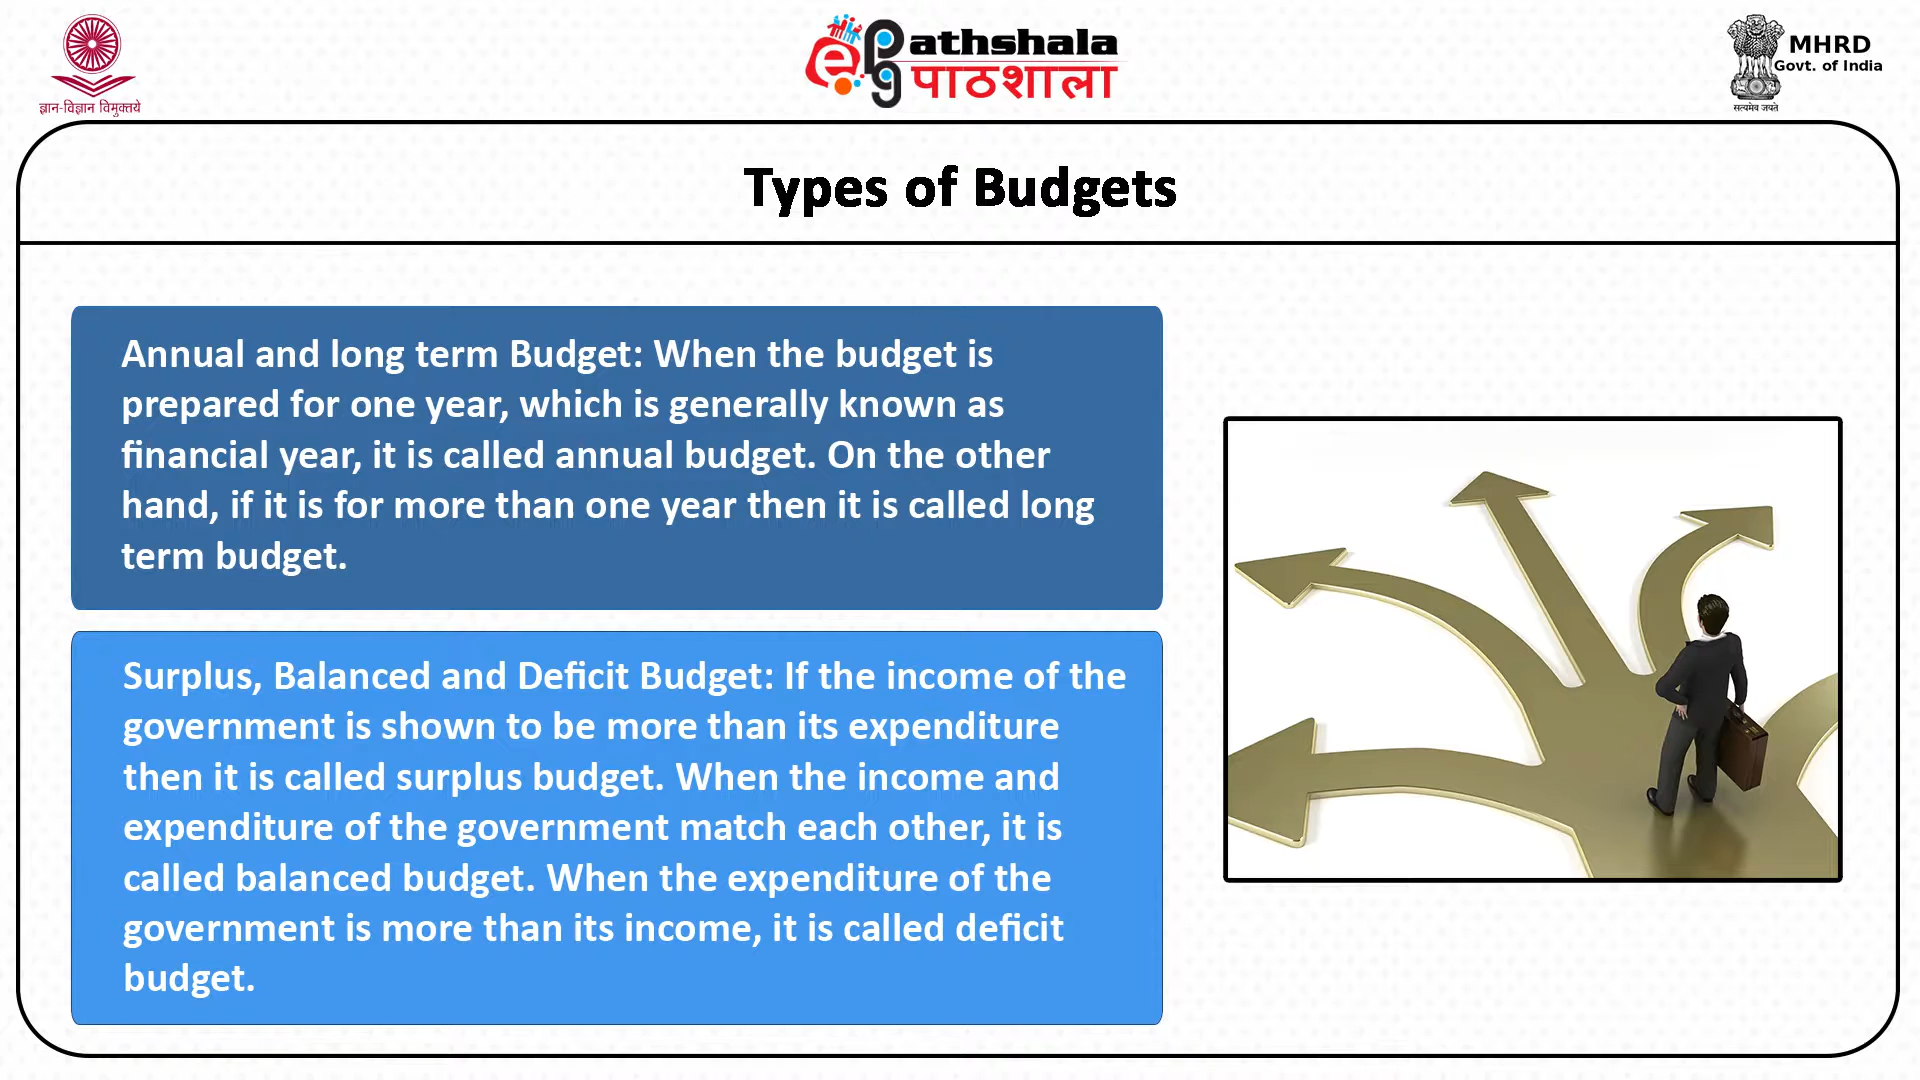 ज्ञान-विज्ञान विमुक्तये
e Pg athshala
पाठशाला
MHRD
Govt. of India
सत्यमेव जयते
Types of Budgets
Annual and long term Budget: When the budget is
prepared for one year, which is generally known as
financial year, it is called annual budget. On the other
hand, if it is for more than one year then it is called long
term budget.
Surplus, Balanced and Deficit Budget: If the income of the
government is shown to be more than its expenditure
then it is called surplus budget. When the income and
expenditure of the government match each other, it is
called balanced budget. When the expenditure of the
government is more than its income, it is called deficit
budget.